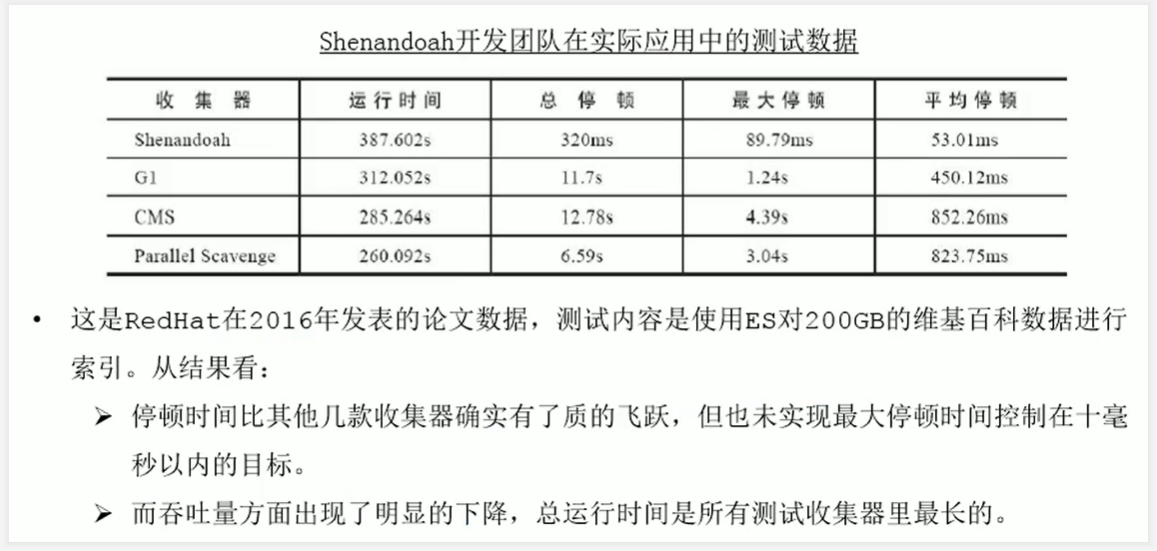 Shenandoah开发团队在实际应用中的测试数据
收 集 器 运行时间 总 停 顿 最大停顿 平均停顿
Shenandoah 387.602s 320ms 89.79ms 53.01ms
G1 312.052s 11.7s 1.24s 450.12ms
CMS 285.264s 12.78s 4.39s 852.26ms
Parallel Scavenge 260.092s 6.59s 3.04s 823.75ms
• 这是RedHat在2016年发表的论文数据，测试内容是使用ES对200GB的维基百科数据进行
索引。从结果看：
➢ 停顿时间比其他几款收集器确实有了质的飞跃，但也未实现最大停顿时间控制在十毫
秒以内的目标。
➢ 而吞吐量方面出现了明显的下降，总运行时间是所有测试收集器里最长的。